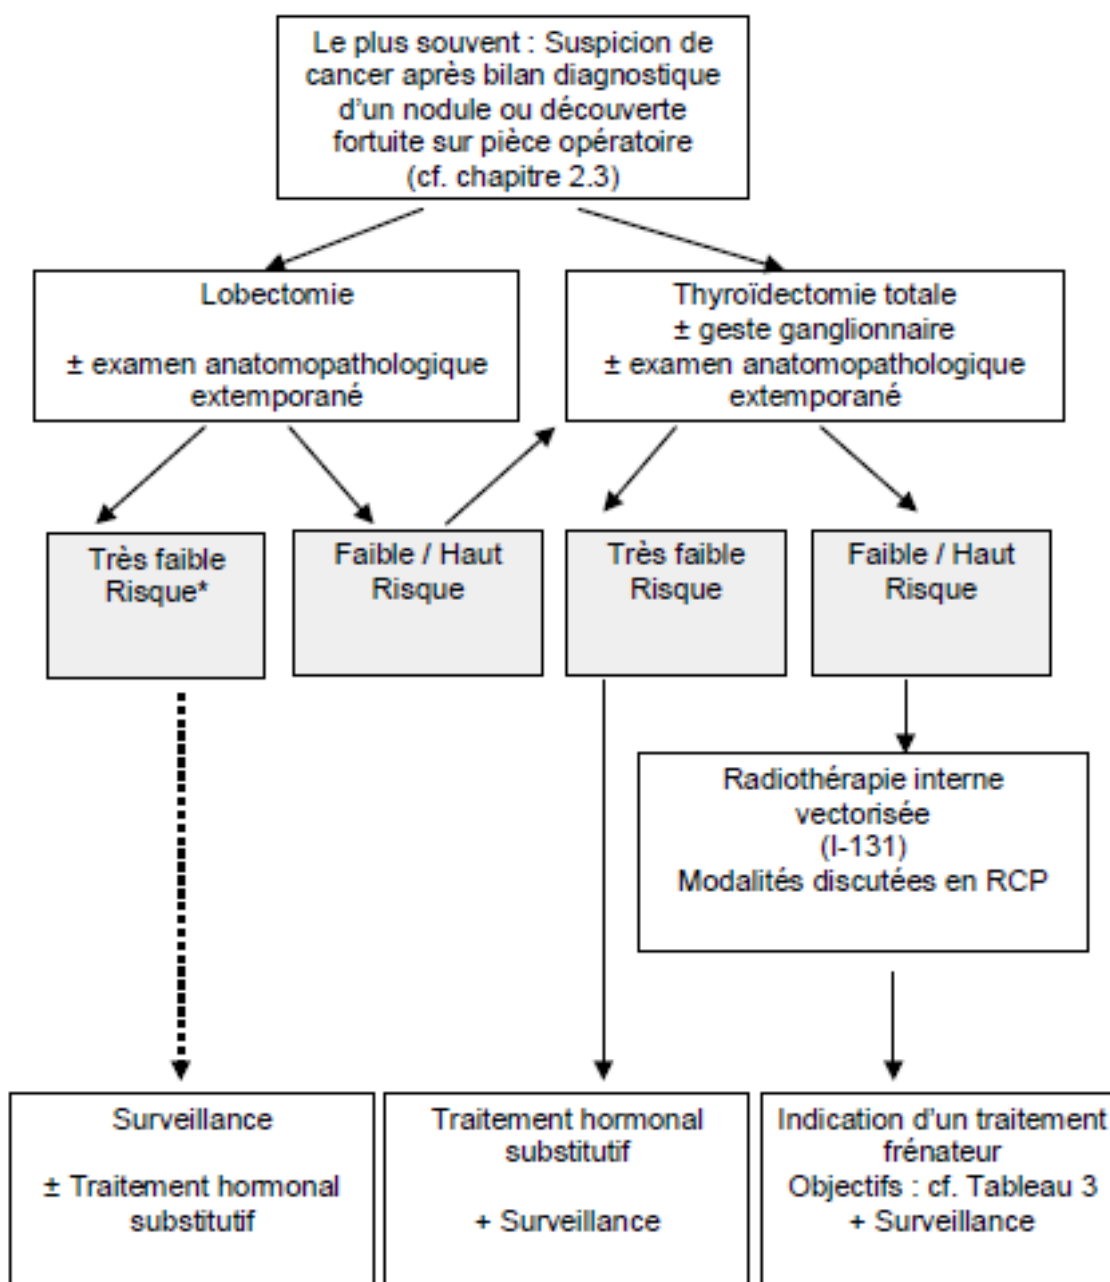 Le plus souvent : Suspicion de
cancer après bilan diagnostique
d'un nodule ou découverte
fortuite sur pièce opératoire
(cf. chapitre 2.3)
Lobectomie
± examen anatomopathologique
extemporané
Thyroïdectomie totale
± geste ganglionnaire
± examen anatomopathologique
extemporané
Très faible
Risque*
Faible / Haut
Risque
Très faible
Risque
Faible / Haut
Risque
Radiothérapie interne
vectorisée
(I-131)
Modalités discutées en RCP
Surveillance
± Traitement hormonal
substitutif
Traitement hormonal
substitutif
+ Surveillance
Indication d'un traitement
frénateur
Objectifs : cf. Tableau 3
+ Surveillance